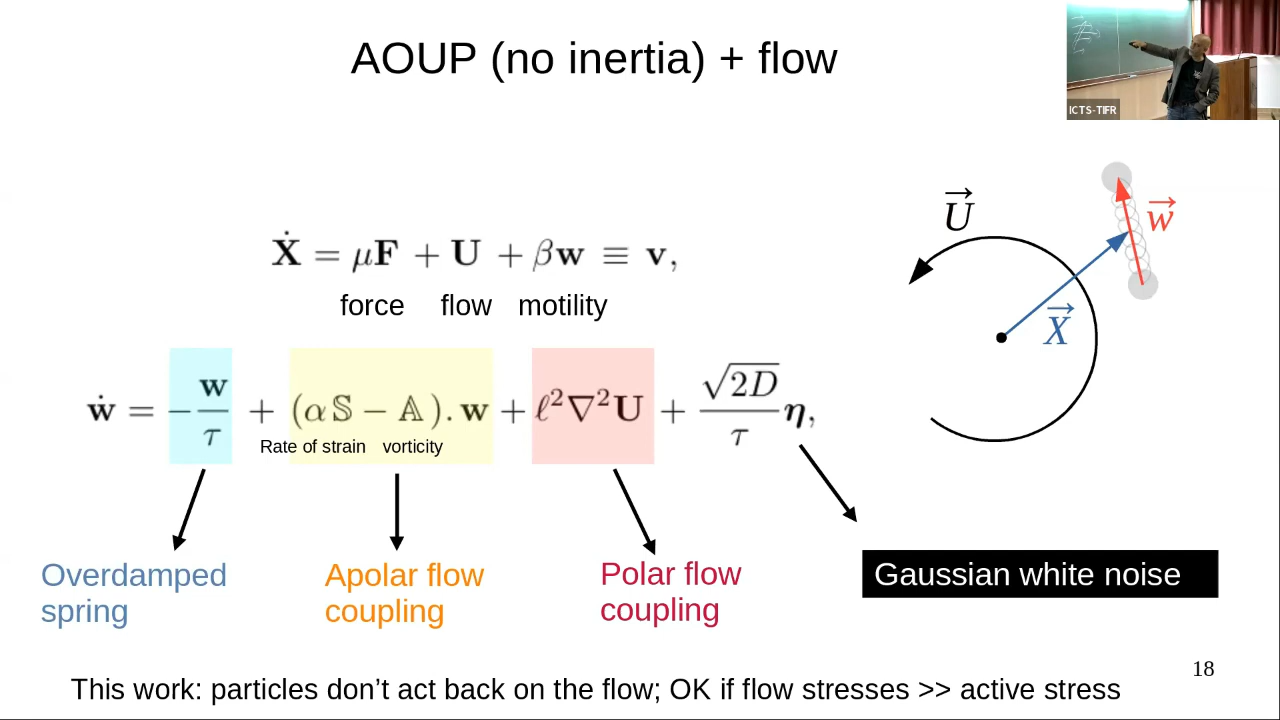 AOUP (no inertia) + flow
ICTS-TIFR
Ẋ = μF + U + βw ≡ v,
force flow motility
ẇ = −w/τ + (α𝕊 − 𝔸).w + ℓ²∇²U + √2D/τ η,
Rate of strain vorticity
U⃗
w⃗
X⃗
Overdamped
spring
Apolar flow
coupling
Polar flow
coupling
Gaussian white noise
18
This work: particles don’t act back on the flow; OK if flow stresses >> active stress